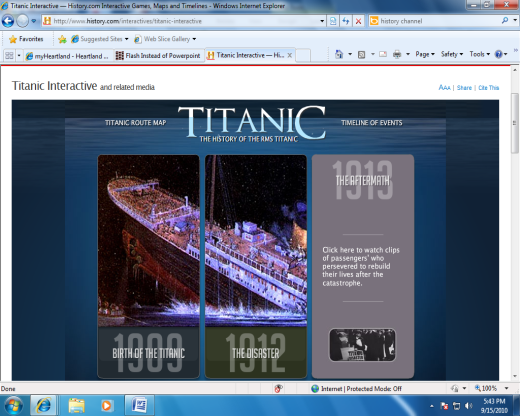 Titanic Interactive — History.com Interactive Games, Maps and Timelines - Windows Internet Explorer
http://www.history.com/interactives/titanic-interactive
history channel
Favorites Suggested Sites Web Slice Gallery
myHeartland - Heartland ... Flash Instead of Powerpoint Titanic Interactive — Hi...
Page Safety Tools
Titanic Interactive and related media
AAA | Share | Cite This
TITANIC ROUTE MAP
TITANIC
THE HISTORY OF THE RMS TITANIC
TIMELINE OF EVENTS
1913
THE AFTERMATH
Click here to watch clips
of passengers' who
persevered to rebuild
their lives after the
catastrophe.
1909
BIRTH OF THE TITANIC
1912
THE DISASTER
Done
Internet | Protected Mode: Off
100%
5:43 PM
9/15/2010